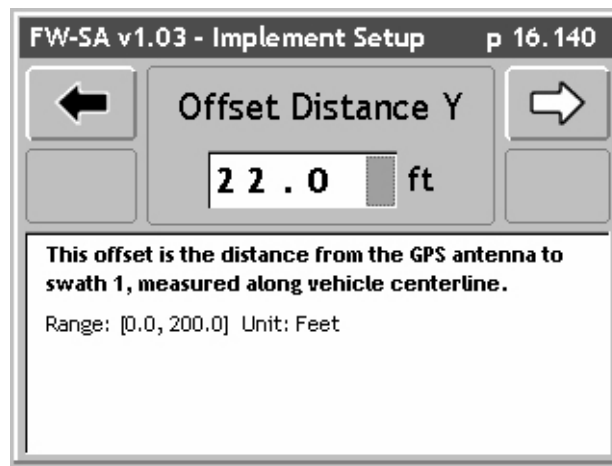 FW-SA v1.03 - Implement Setup p 16.140
Offset Distance Y
22.0 ft
This offset is the distance from the GPS antenna to
swath 1, measured along vehicle centerline.
Range: [0.0, 200.0] Unit: Feet